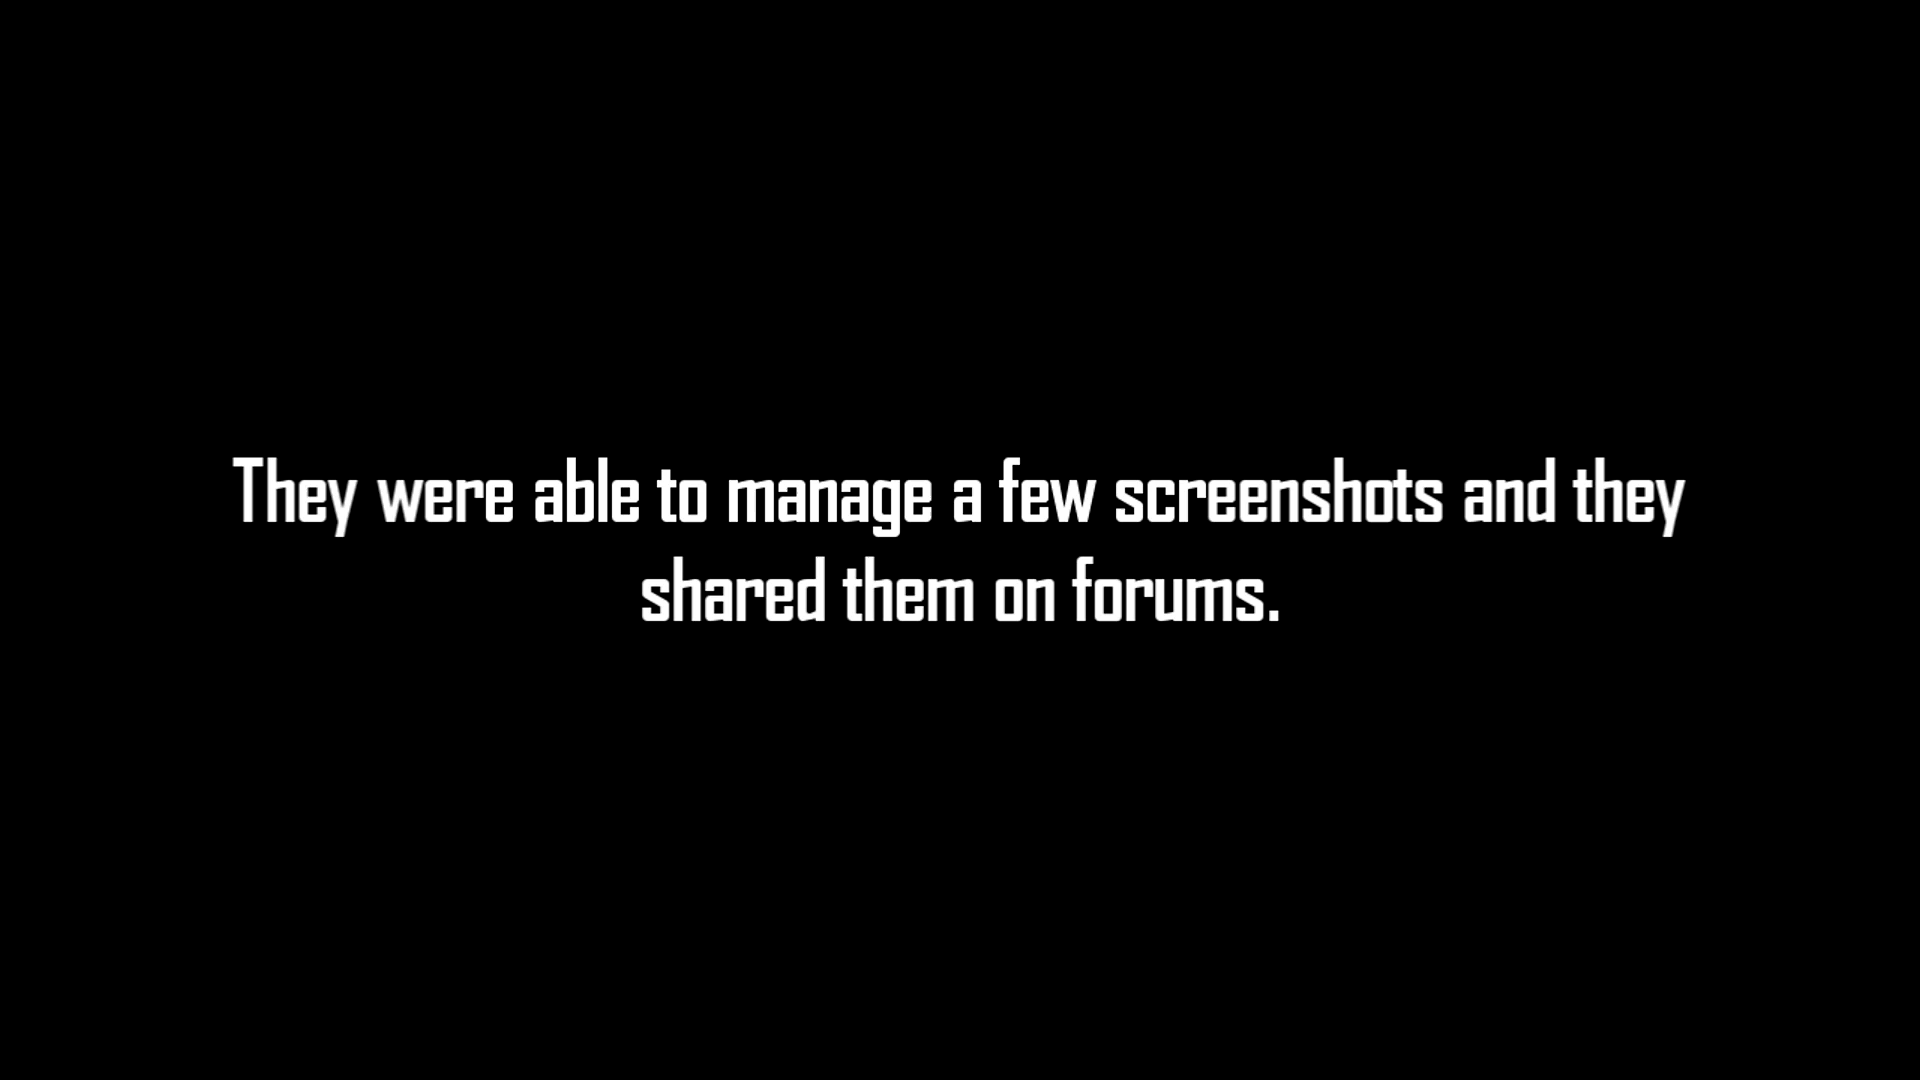 They were able to manage a few screenshots and they
shared them on forums.